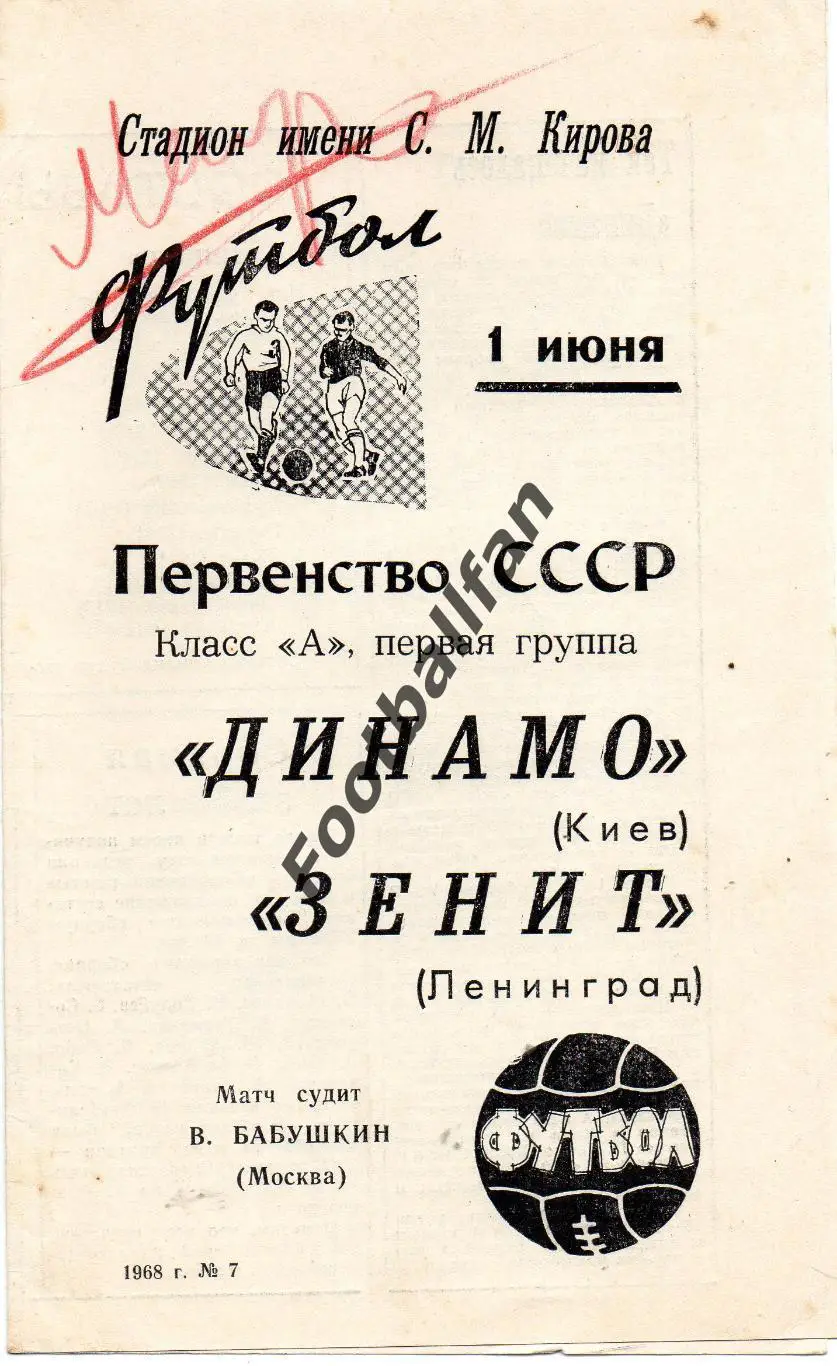 Стадион имени С. М. Кирова
Футбол
1 июня
Первенство СССР
Класс «А», первая группа
«ДИНАМО»
(Киев)
«ЗЕНИТ»
(Ленинград)
Матч судит
В. БАБУШКИН
(Москва)
ФУТБОЛ
1968 г. № 7
Footballfan